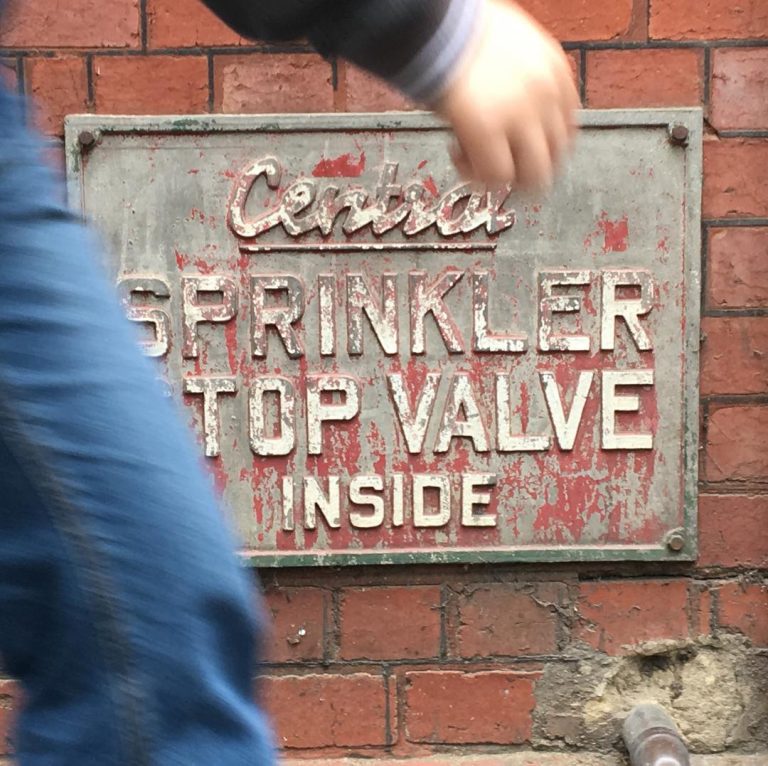 Central
SPRINKLER
STOP VALVE
INSIDE